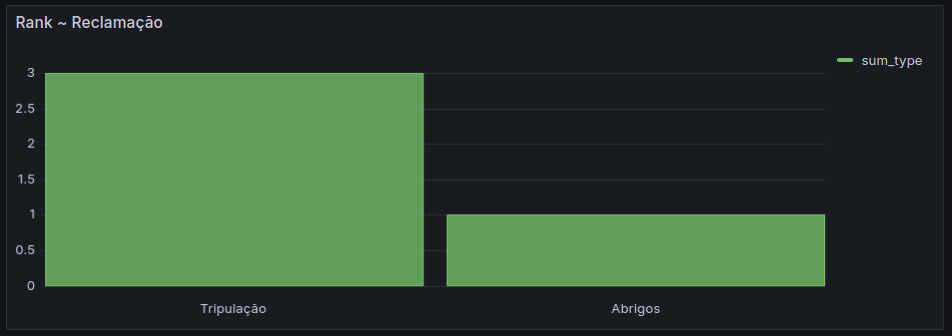 Rank ~ Reclamação
sum_type
3
2.5
2
1.5
1
0.5
0
Tripulação
Abrigos